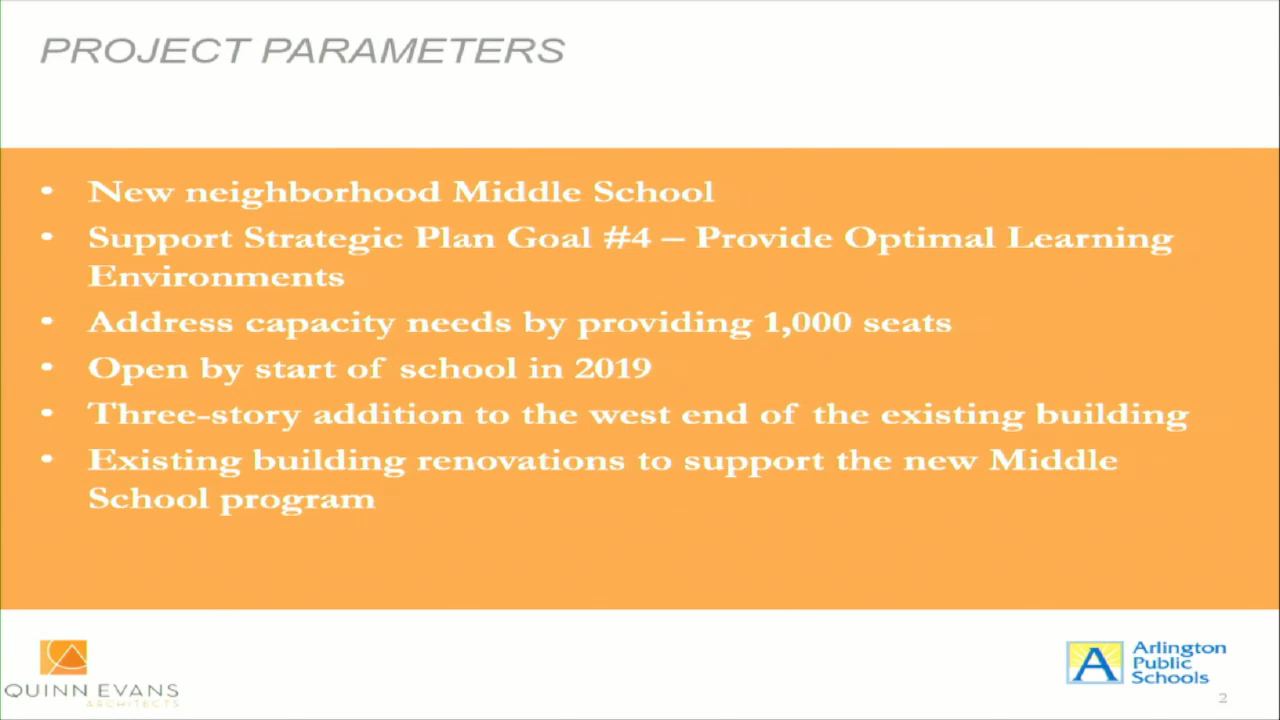 PROJECT PARAMETERS
• New neighborhood Middle School
• Support Strategic Plan Goal #4 – Provide Optimal Learning
Environments
• Address capacity needs by providing 1,000 seats
• Open by start of school in 2019
• Three-story addition to the west end of the existing building
• Existing building renovations to support the new Middle
School program
QUINN EVANS
ARCHITECTS
A
Arlington
Public
Schools
2